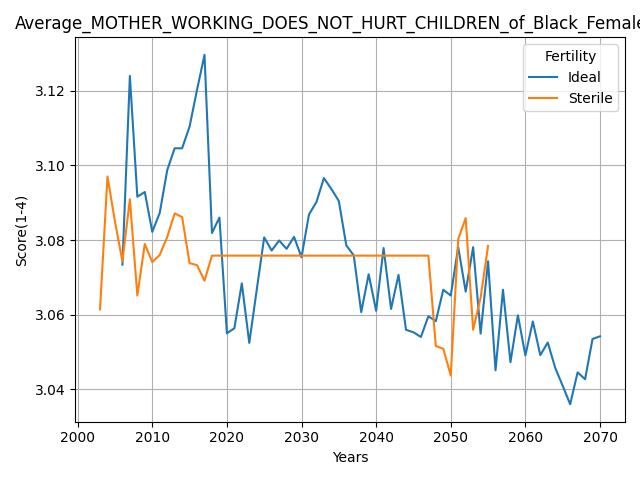 Average_MOTHER_WORKING_DOES_NOT_HURT_CHILDREN_of_Black_Female
Fertility
Ideal
Sterile
3.12
3.10
3.08
3.06
3.04
Score(1-4)
2000 2010 2020 2030 2040 2050 2060 2070
Years